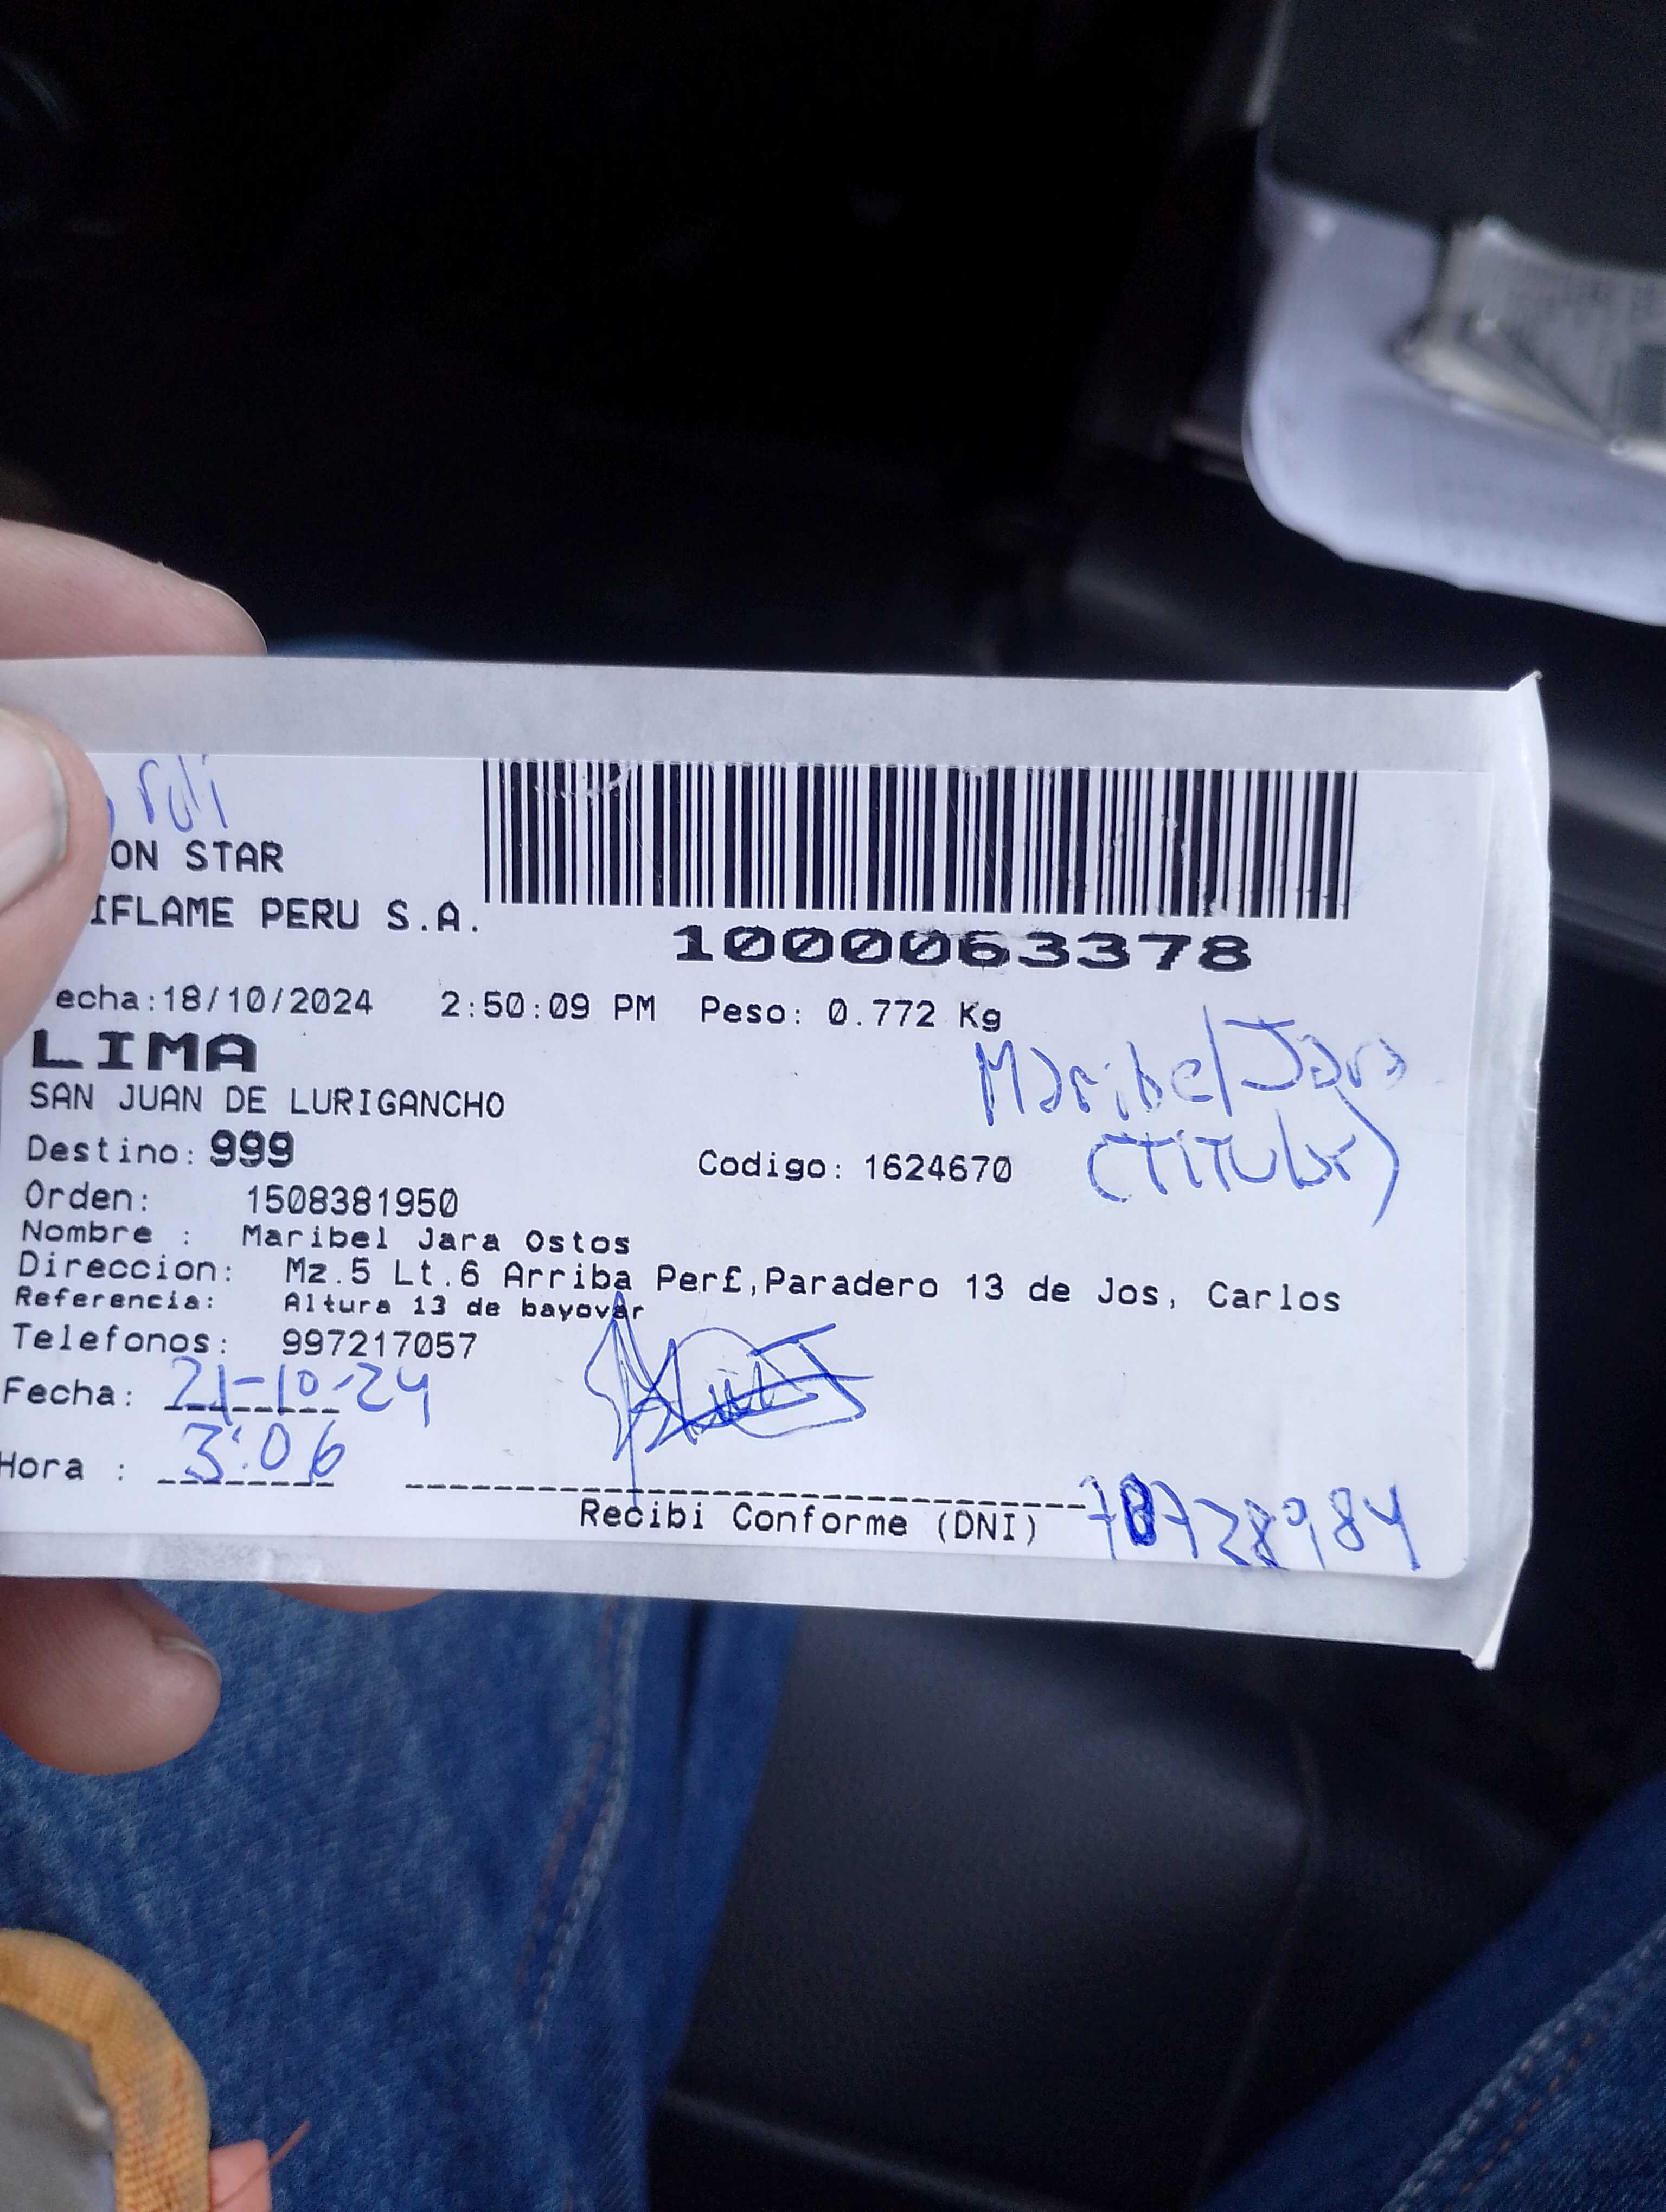 ON STAR
IFLAME PERU S.A.
1000063378
echa:18/10/2024 2:50:09 PM Peso: 0.772 Kg
LIMA
Maribel Jara
SAN JUAN DE LURIGANCHO
(TITULar)
Destino: 999
Codigo: 1624670
Orden: 1508381950
Nombre : Maribel Jara Ostos
Direccion: Mz.5 Lt.6 Arriba Per£,Paradero 13 de Jos, Carlos
Referencia: Altura 13 de bayovar
Telefonos: 997217057
Fecha: 21-10-24
Hora : 3:06
Recibi Conforme (DNI)